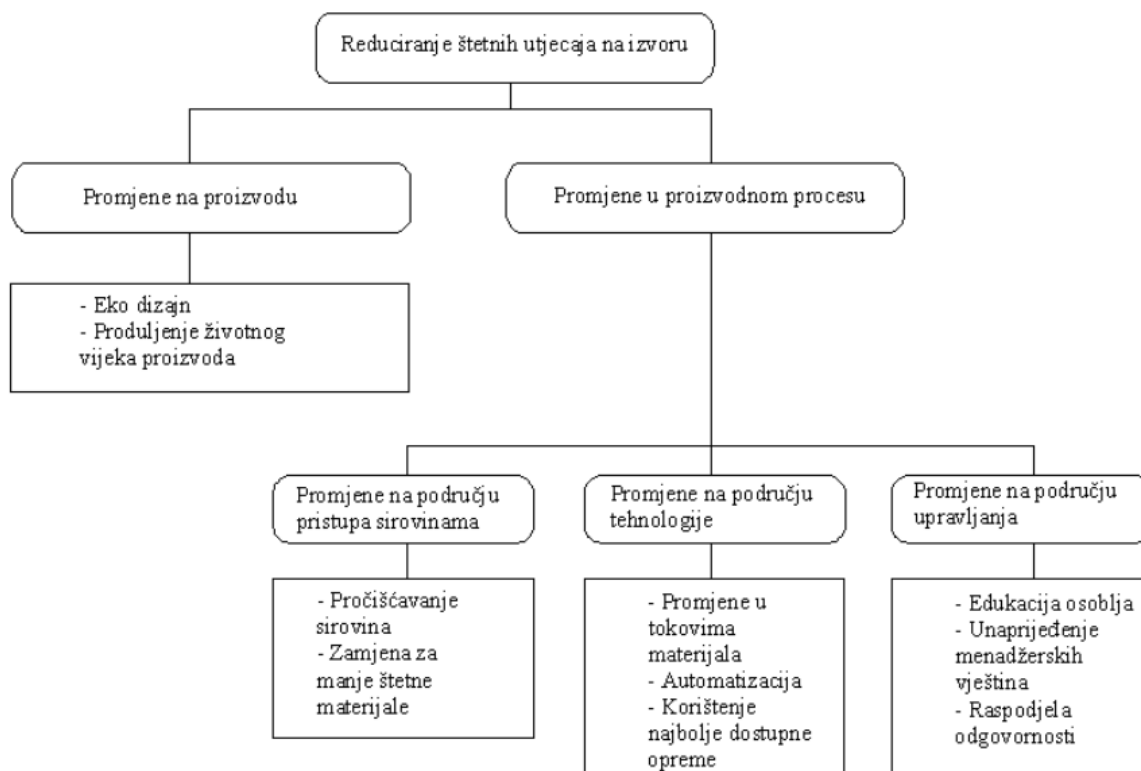 Reduciranje štetnih utjecaja na izvoru
Promjene na proizvodu
Promjene u proizvodnom procesu
- Eko dizajn
- Produljenje životnog
vijeka proizvoda
Promjene na području
pristupa sirovinama
Promjene na području
tehnologije
Promjene na području
upravljanja
- Pročišćavanje
sirovina
- Zamjena za
manje štetne
materijale
- Promjene u
tokovima
materijala
- Automatizacija
- Korištenje
najbolje dostupne
opreme
- Edukacija osoblja
- Unaprijeđenje
menadžerskih
vještina
- Raspodjela
odgovornosti